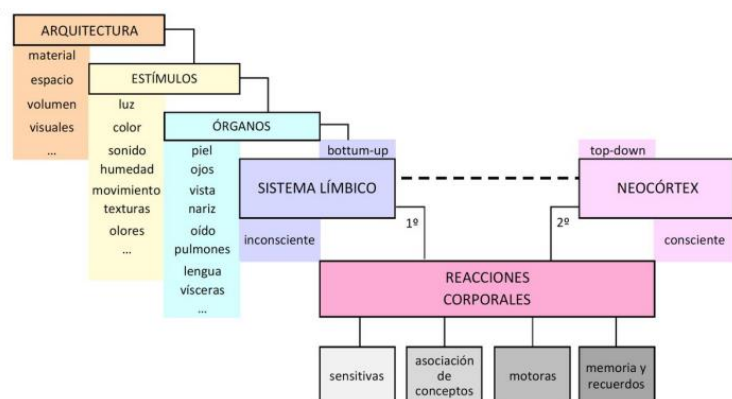 ARQUITECTURA
material
espacio
volumen
visuales
...
ESTÍMULOS
luz
color
sonido
humedad
movimiento
texturas
olores
...
ÓRGANOS
piel
ojos
vista
nariz
oído
pulmones
lengua
vísceras
...
bottum-up
SISTEMA LÍMBICO
inconsciente
1º
top-down
NEOCÓRTEX
consciente
2º
REACCIONES
CORPORALES
sensitivas
asociación
de
conceptos
motoras
memoria y
recuerdos